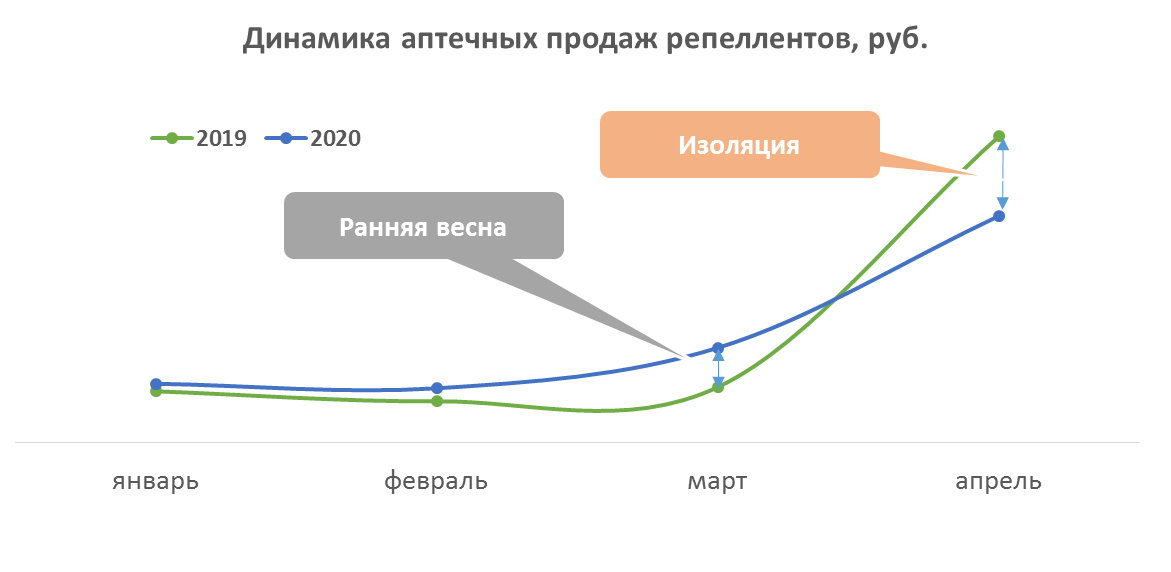 Динамика аптечных продаж репеллентов, руб.
2019 2020
Изоляция
Ранняя весна
январь февраль март апрель